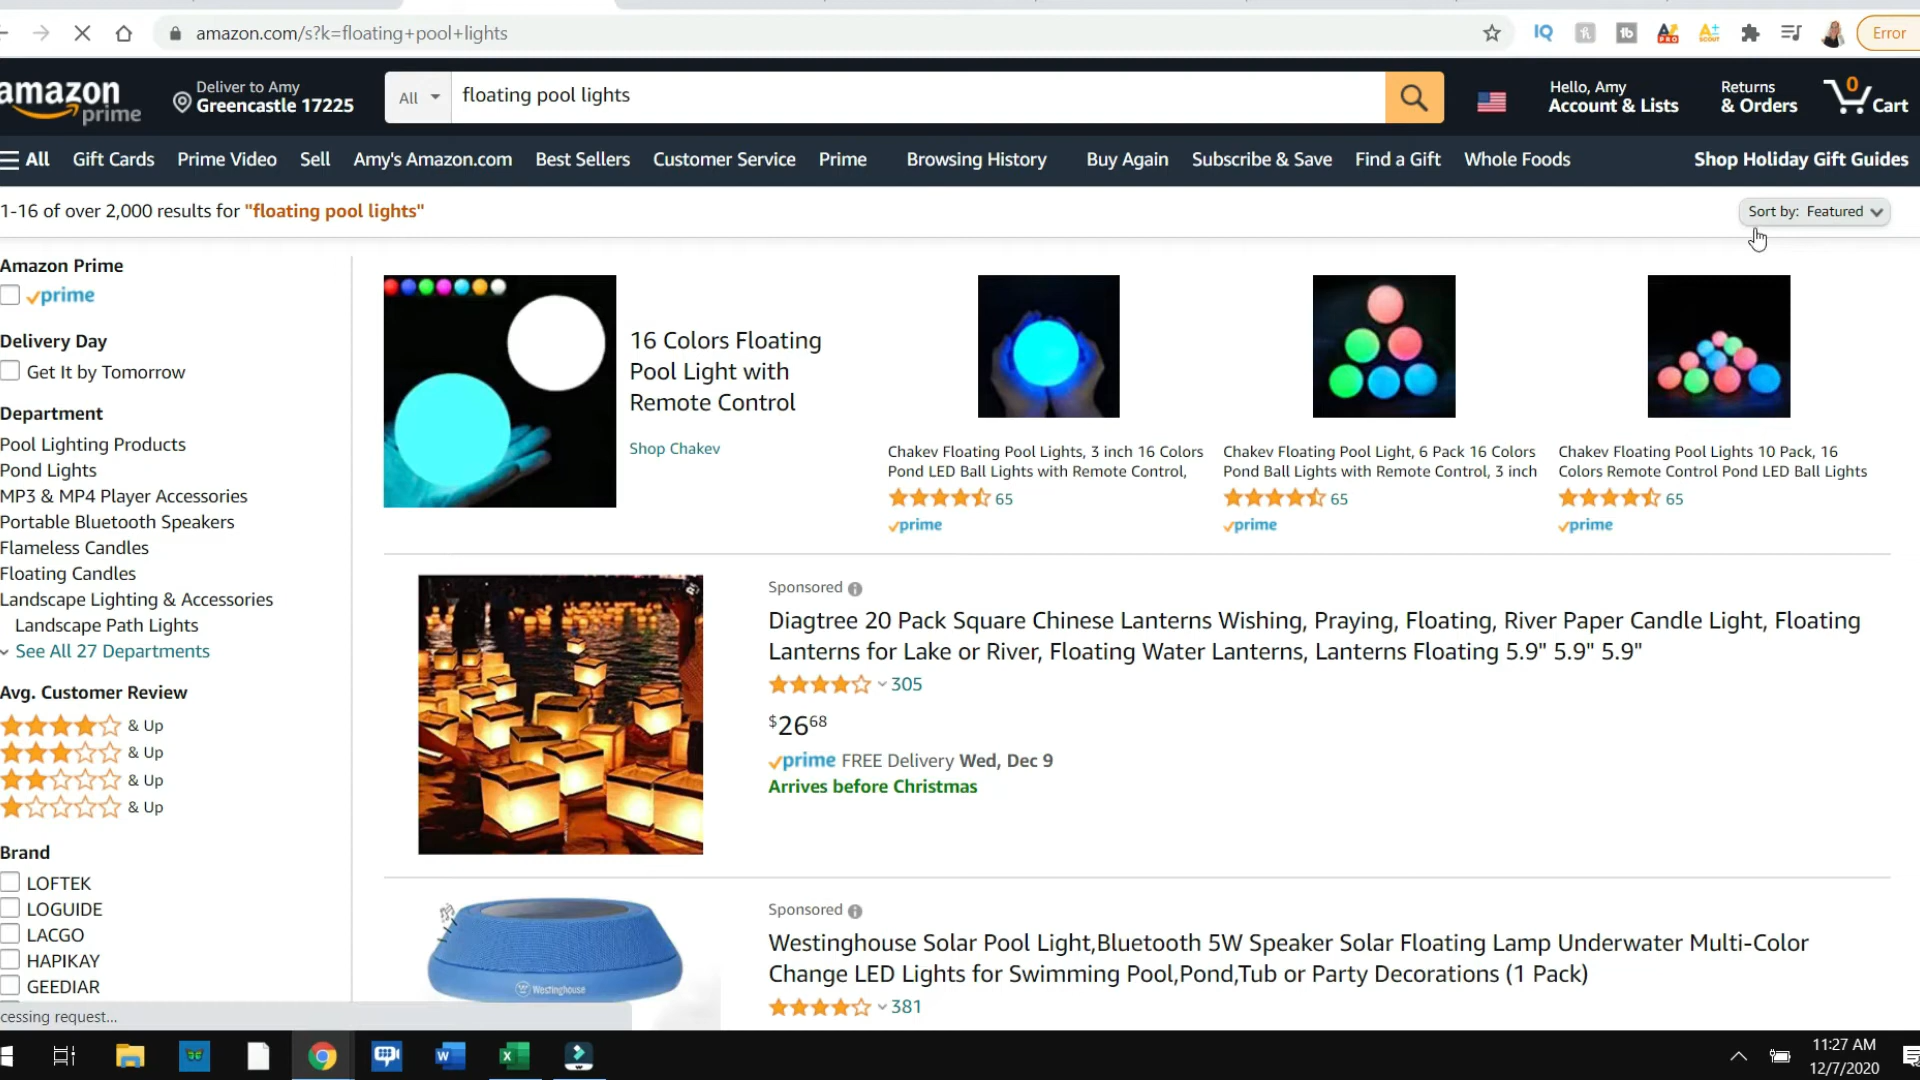 amazon.com/s?k=floating+pool+lights
IQ
Error
amazon
prime
Deliver to Amy
Greencastle 17225
All
floating pool lights
Hello, Amy
Account & Lists
Returns
& Orders
0
Cart
All
Gift Cards
Prime Video
Sell
Amy's Amazon.com
Best Sellers
Customer Service
Prime
Browsing History
Buy Again
Subscribe & Save
Find a Gift
Whole Foods
Shop Holiday Gift Guides
1-16 of over 2,000 results for "floating pool lights"
Sort by: Featured
Amazon Prime
prime
Delivery Day
Get It by Tomorrow
Department
Pool Lighting Products
Pond Lights
MP3 & MP4 Player Accessories
Portable Bluetooth Speakers
Flameless Candles
Floating Candles
Landscape Lighting & Accessories
Landscape Path Lights
See All 27 Departments
Avg. Customer Review
& Up
& Up
& Up
& Up
Brand
LOFTEK
LOGUIDE
LACGO
HAPIKAY
GEEDIAR
16 Colors Floating
Pool Light with
Remote Control
Shop Chakev
Chakev Floating Pool Lights, 3 inch 16 Colors
Pond LED Ball Lights with Remote Control,
65
prime
Chakev Floating Pool Light, 6 Pack 16 Colors
Pond Ball Lights with Remote Control, 3 inch
65
prime
Chakev Floating Pool Lights 10 Pack, 16
Colors Remote Control Pond LED Ball Lights
65
prime
Sponsored
Diagtree 20 Pack Square Chinese Lanterns Wishing, Praying, Floating, River Paper Candle Light, Floating
Lanterns for Lake or River, Floating Water Lanterns, Lanterns Floating 5.9" 5.9" 5.9"
305
$26 68
prime FREE Delivery Wed, Dec 9
Arrives before Christmas
Westinghouse
Sponsored
Westinghouse Solar Pool Light,Bluetooth 5W Speaker Solar Floating Lamp Underwater Multi-Color
Change LED Lights for Swimming Pool,Pond,Tub or Party Decorations (1 Pack)
381
cessing request...
11:27 AM
12/7/2020